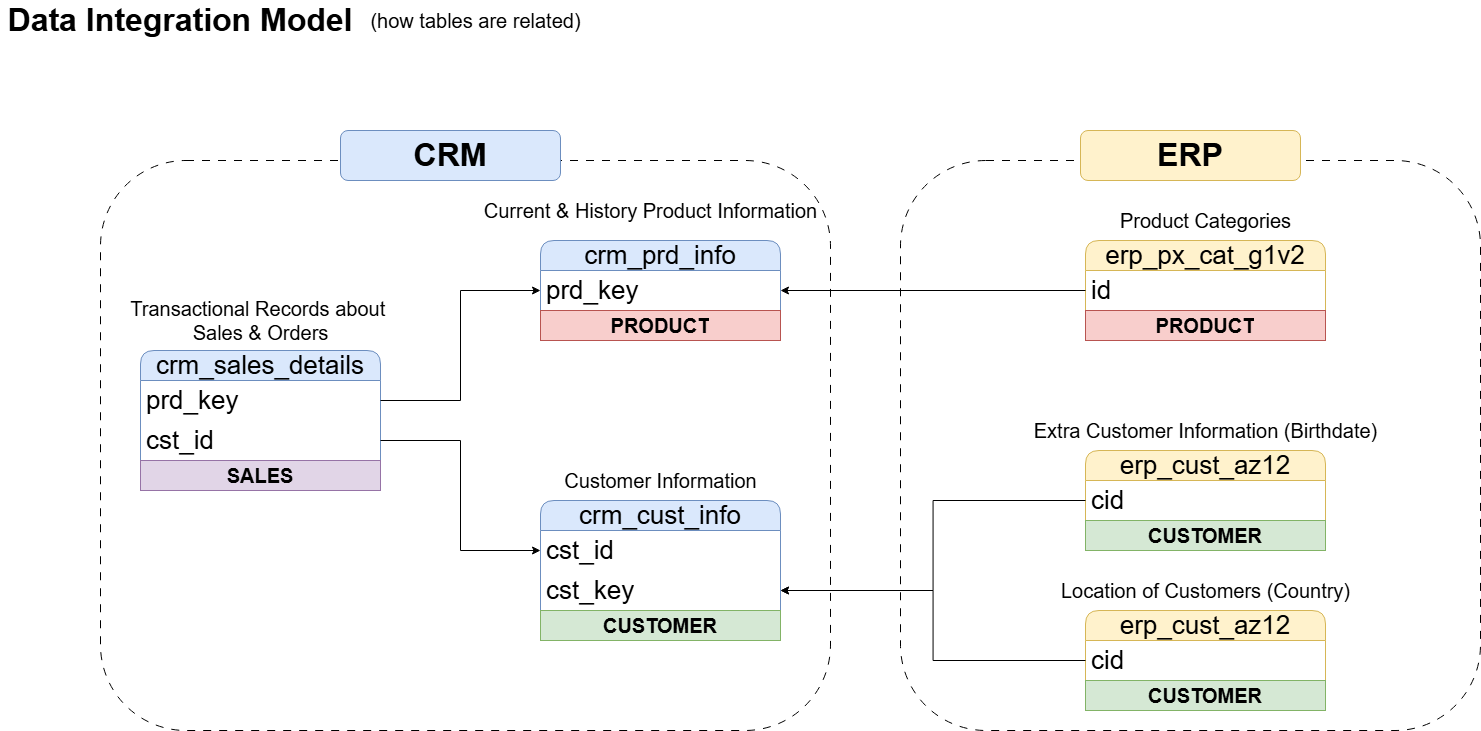 Data Integration Model (how tables are related)
CRM
Current & History Product Information
crm_prd_info
prd_key
PRODUCT
Transactional Records about
Sales & Orders
crm_sales_details
prd_key
cst_id
SALES
Customer Information
crm_cust_info
cst_id
cst_key
CUSTOMER
ERP
Product Categories
erp_px_cat_g1v2
id
PRODUCT
Extra Customer Information (Birthdate)
erp_cust_az12
cid
CUSTOMER
Location of Customers (Country)
erp_cust_az12
cid
CUSTOMER